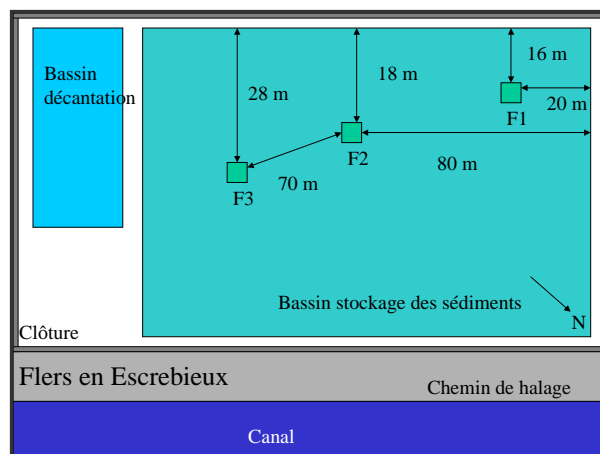 Bassin
décantation
16 m
18 m
28 m
20 m
F1
F2
80 m
70 m
F3
Bassin stockage des sédiments
N
Clôture
Flers en Escrebieux
Chemin de halage
Canal